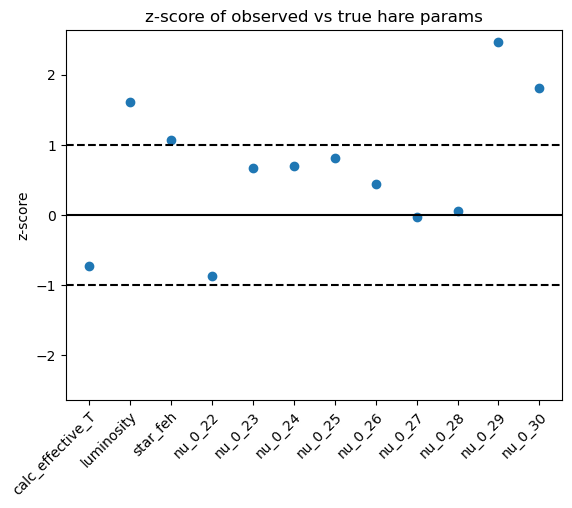 z-score of observed vs true hare params
z-score
2
1
0
−1
−2
calc_effective_T
luminosity
star_feh
nu_0_22
nu_0_23
nu_0_24
nu_0_25
nu_0_26
nu_0_27
nu_0_28
nu_0_29
nu_0_30